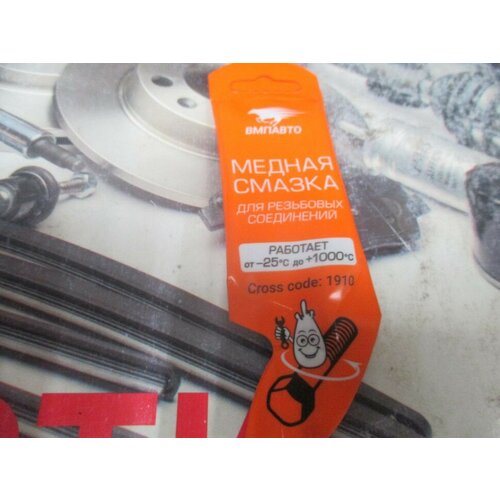 ВМПАВТО
МЕДНАЯ
СМАЗКА
ДЛЯ РЕЗЬБОВЫХ
СОЕДИНЕНИЙ
РАБОТАЕТ
от -25°С до +1000°С
Cross code: 1910